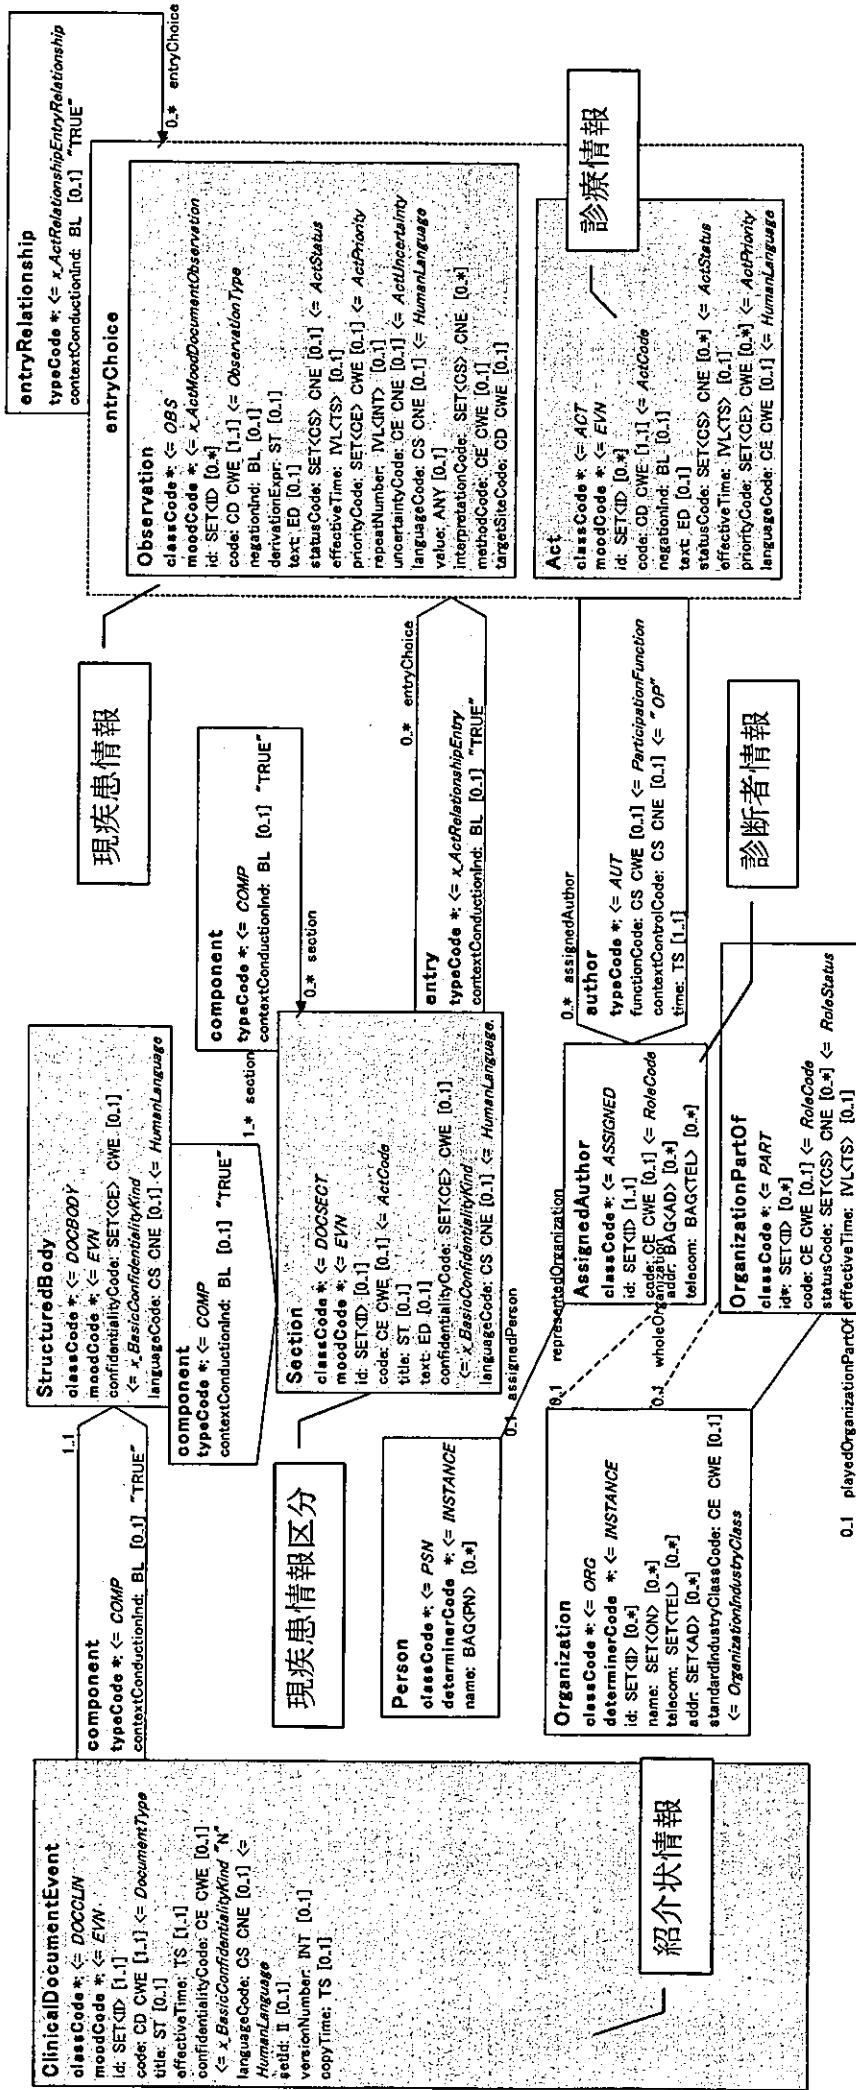 ClinicalDocumentEvent
classCode *: <= DOCCLIN
moodCode *: <= EVN
id: SET<II> [1..1]
code: CD CWE [1..1] <= DocumentType
title: ST [0..1]
effectiveTime: TS [1..1]
confidentialityCode: CE CWE [0..1]
<= x_BasicConfidentialityKind "N"
languageCode: CS CNE [0..1] <=
HumanLanguage
setId: II [0..1]
versionNumber: INT [0..1]
copyTime: TS [0..1]
紹介状情報
component
typeCode *: <= COMP
contextConductionInd: BL [0..1] "TRUE"
1..1
StructuredBody
classCode *: <= DOCBODY
moodCode *: <= EVN
confidentialityCode: SET<CE> CWE [0..1]
<= x_BasicConfidentialityKind
languageCode: CS CNE [0..1] <= HumanLanguage
component
typeCode *: <= COMP
contextConductionInd: BL [0..1] "TRUE"
1..* section
component
typeCode *: <= COMP
contextConductionInd: BL [0..1] "TRUE"
0..* section
Section
classCode *: <= DOCSECT
moodCode *: <= EVN
id: SET<II> [0..1]
code: CE CWE [0..1] <= ActCode
title: ST [0..1]
text: ED [0..1]
confidentialityCode: SET<CE> CWE [0..1]
<= x_BasicConfidentialityKind
languageCode: CS CNE [0..1] <= HumanLanguage
現疾患情報区分
現疾患情報
entry
typeCode *: <= x_ActRelationshipEntry
contextConductionInd: BL [0..1] "TRUE"
0..* entryChoice
entryRelationship
typeCode *: <= x_ActRelationshipEntryRelationship
contextConductionInd: BL [0..1] "TRUE"
0..* entryChoice
entryChoice
Observation
classCode *: <= OBS
moodCode *: <= x_ActMoodDocumentObservation
id: SET<II> [0..*]
code: CD CWE [1..1] <= ObservationType
negationInd: BL [0..1]
derivationExpr: ST [0..1]
text: ED [0..1]
statusCode: SET<CS> CNE [0..1] <= ActStatus
effectiveTime: IVL<TS> [0..1]
priorityCode: SET<CE> CWE [0..1] <= ActPriority
repeatNumber: IVL<INT> [0..1]
uncertaintyCode: CE CNE [0..1] <= ActUncertainty
languageCode: CS CNE [0..1] <= HumanLanguage
value: ANY [0..1]
interpretationCode: SET<CS> CNE [0..*]
methodCode: CE CWE [0..1]
targetSiteCode: CD CWE [0..1]
Act
classCode *: <= ACT
moodCode *: <= EVN
id: SET<II> [0..*]
code: CD CWE [1..1] <= ActCode
negationInd: BL [0..1]
text: ED [0..1]
statusCode: SET<CS> CNE [0..*] <= ActStatus
effectiveTime: IVL<TS> [0..1]
priorityCode: SET<CE> CWE [0..*] <= ActPriority
languageCode: CE CWE [0..1] <= HumanLanguage
診療情報
Person
classCode *: <= PSN
determinerCode *: <= INSTANCE
name: BAG<PN> [0..*]
0..1 assignedPerson
Organization
classCode *: <= ORG
determinerCode *: <= INSTANCE
id: SET<II> [0..*]
name: SET<ON> [0..*]
telecom: SET<TEL> [0..*]
addr: SET<AD> [0..*]
standardIndustryClassCode: CE CWE [0..1]
<= OrganizationIndustryClass
0..1 representedOrganization
0..1 wholeOrganization
0..1 playedOrganizationPartOf
AssignedAuthor
classCode *: <= ASSIGNED
id: SET<II> [1..1]
code: CE CWE [0..1] <= RoleCode
addr: BAG<AD> [0..*]
telecom: BAG<TEL> [0..*]
0..* assignedAuthor
author
typeCode *: <= AUT
functionCode: CS CWE [0..1] <= ParticipationFunction
contextControlCode: CS CNE [0..1] <= "OP"
time: TS [1..1]
診断者情報
OrganizationPartOf
classCode *: <= PART
id*: SET<II> [0..*]
code: CE CWE [0..1] <= RoleCode
statusCode: SET<CS> CNE [0..*] <= RoleStatus
effectiveTime: IVL<TS> [0..1]